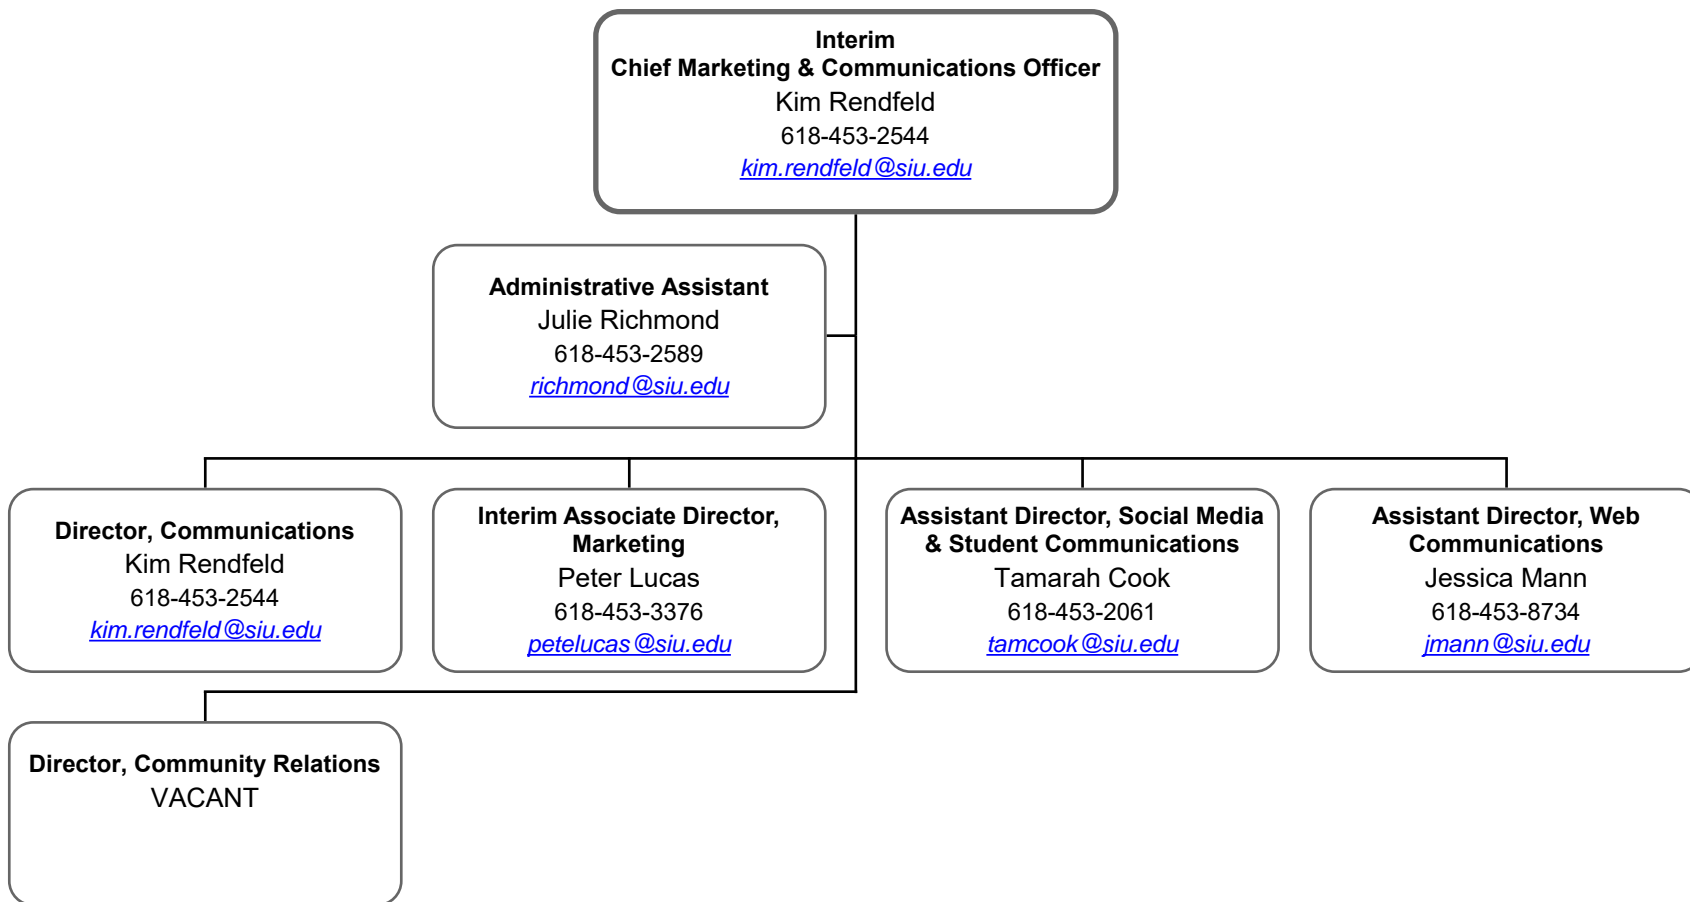 Interim
Chief Marketing & Communications Officer
Kim Rendfeld
618-453-2544
kim.rendfeld@siu.edu
Administrative Assistant
Julie Richmond
618-453-2589
richmond@siu.edu
Director, Communications
Kim Rendfeld
618-453-2544
kim.rendfeld@siu.edu
Interim Associate Director,
Marketing
Peter Lucas
618-453-3376
petelucas@siu.edu
Assistant Director, Social Media
& Student Communications
Tamarah Cook
618-453-2061
tamcook@siu.edu
Assistant Director, Web
Communications
Jessica Mann
618-453-8734
jmann@siu.edu
Director, Community Relations
VACANT